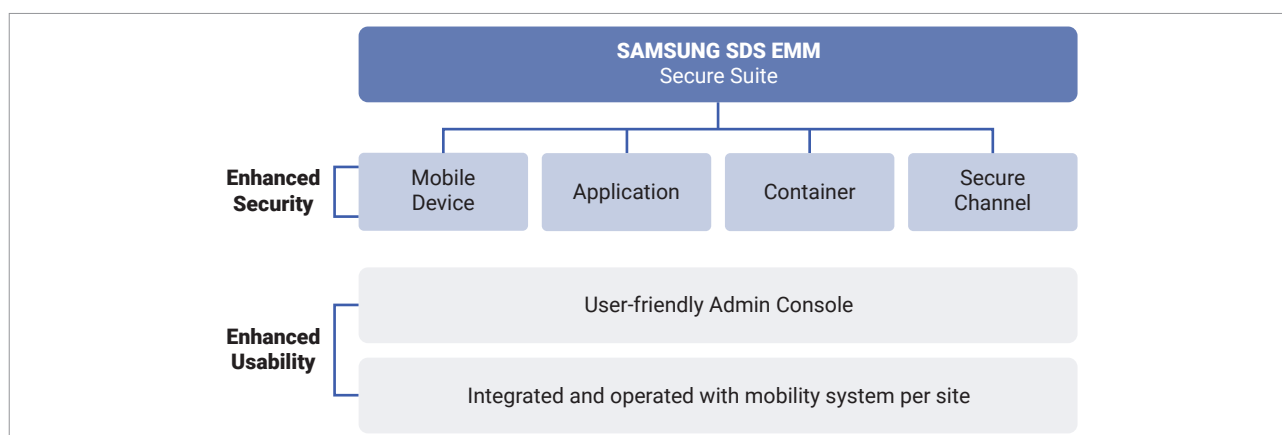 SAMSUNG SDS EMM
Secure Suite
Enhanced
Security
Mobile
Device
Application
Container
Secure
Channel
Enhanced
Usability
User-friendly Admin Console
Integrated and operated with mobility system per site